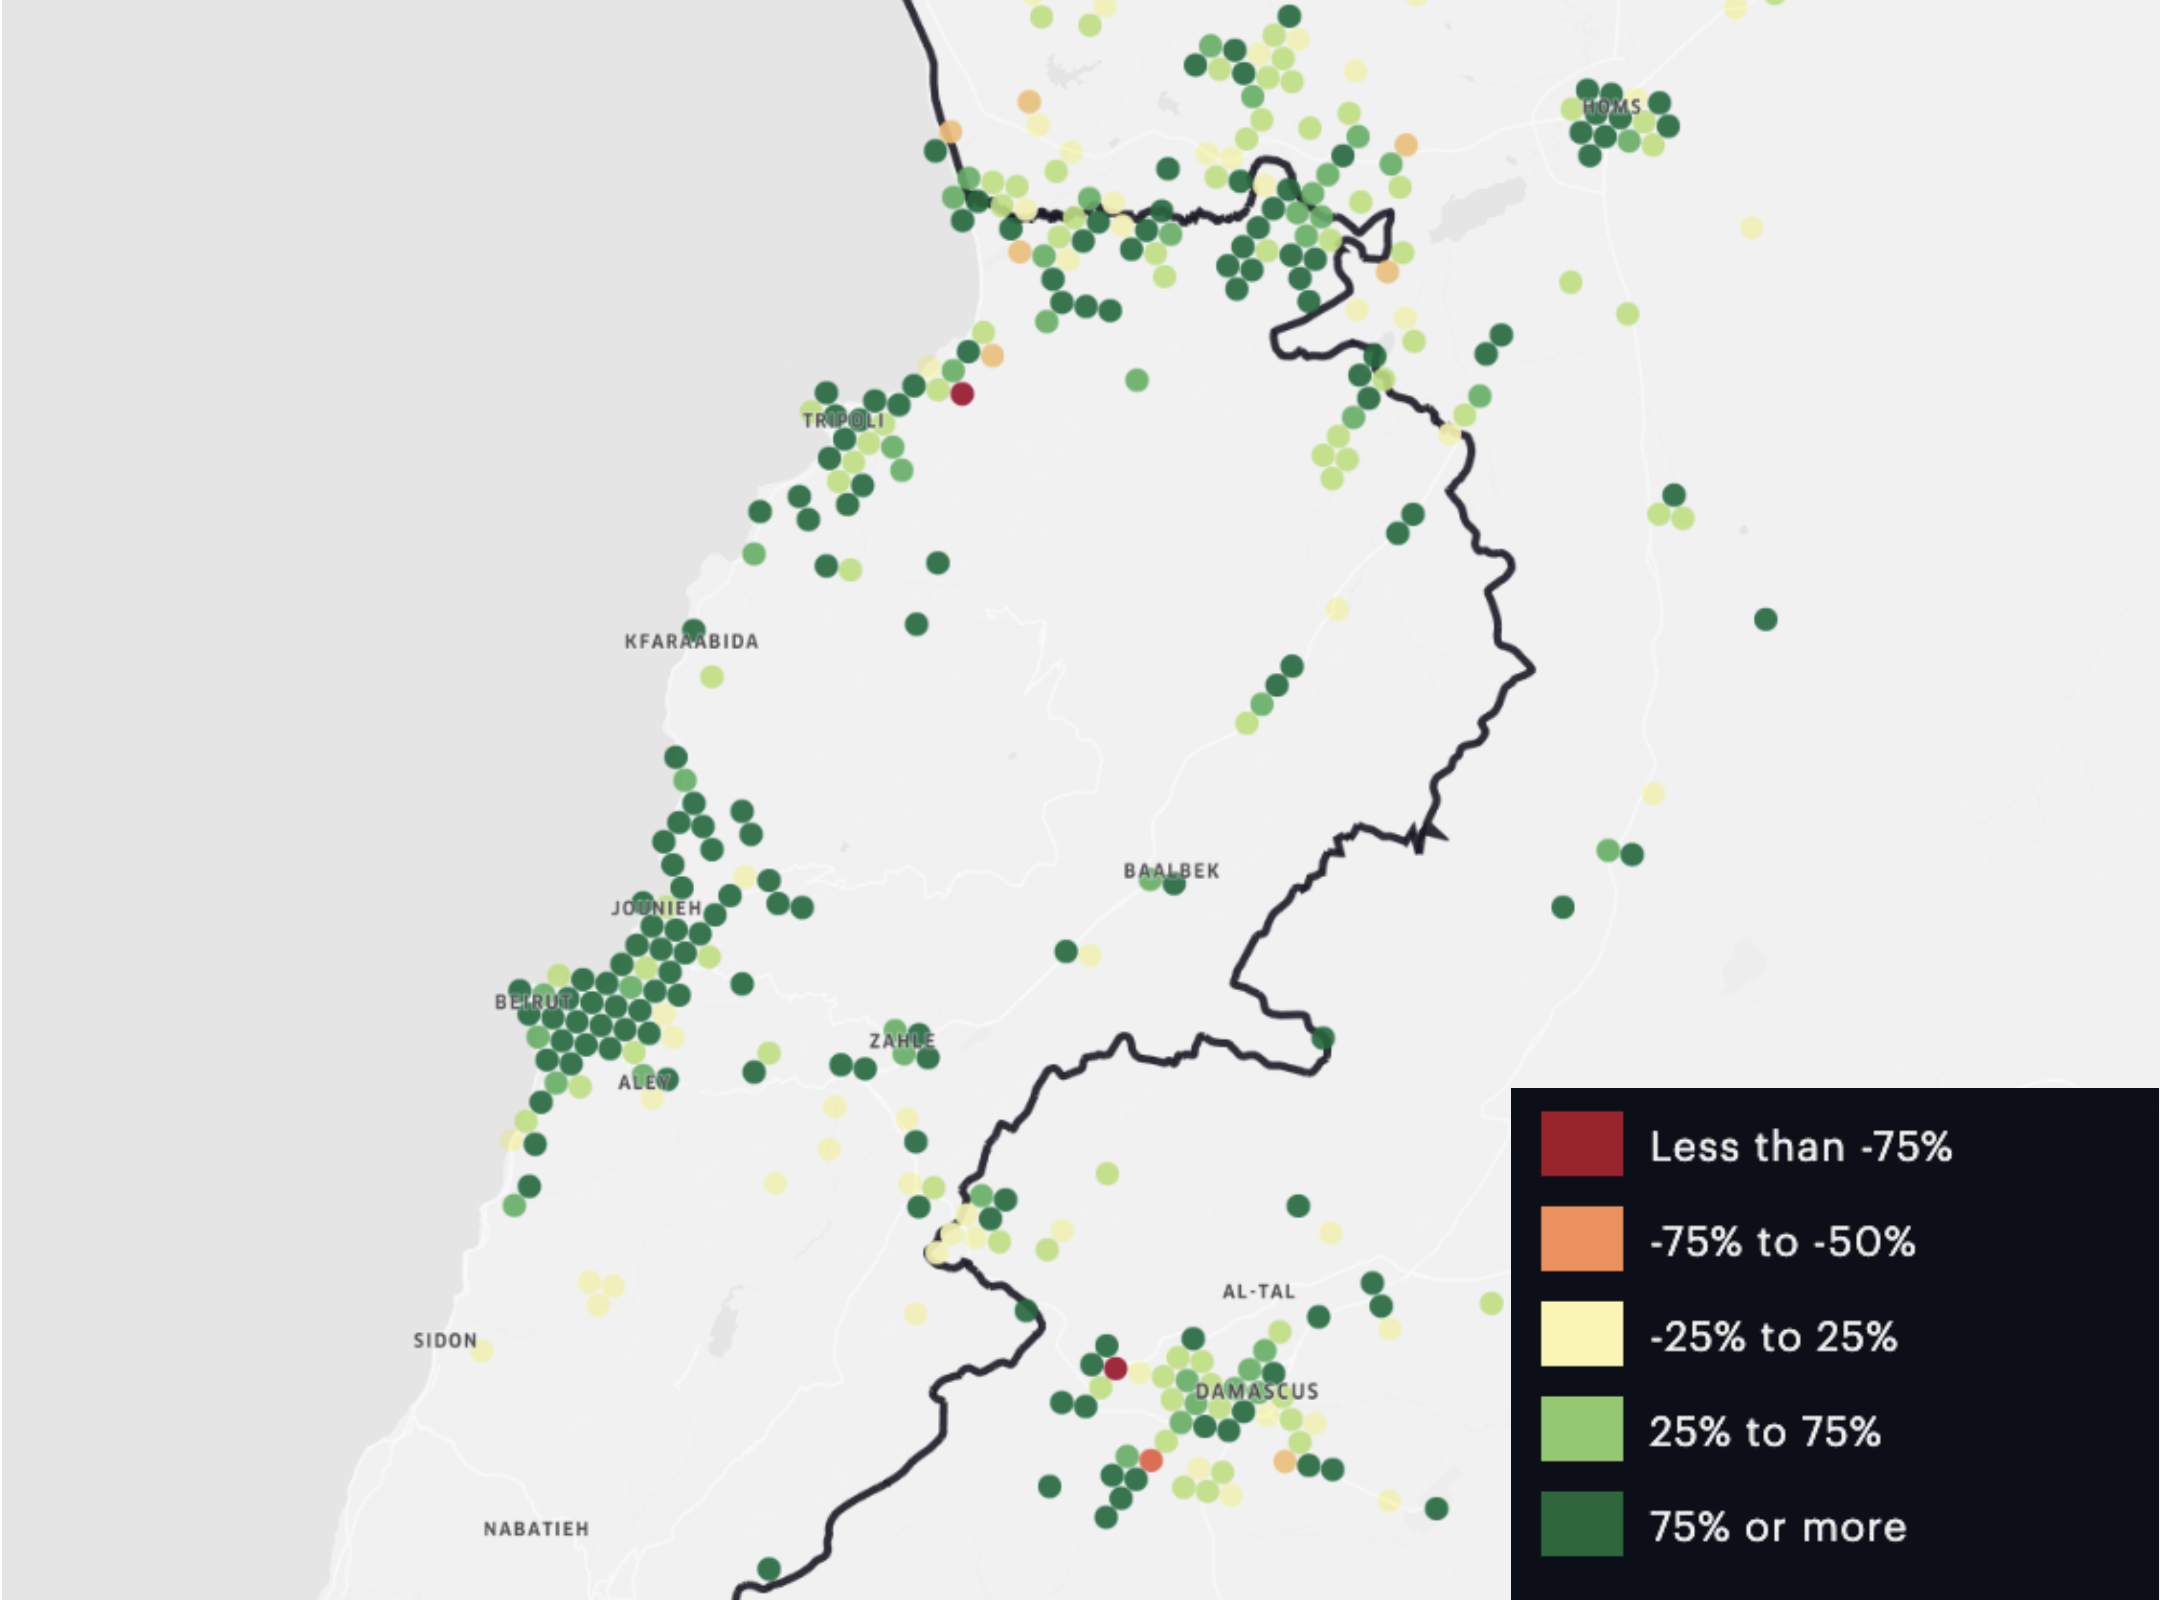 HOMS
TRIPOLI
KFARAABIDA
BAALBEK
JOUNIEH
BEIRUT
ZAHLE
ALEY
AL-TAL
SIDON
DAMASCUS
NABATIEH
Less than -75%
-75% to -50%
-25% to 25%
25% to 75%
75% or more